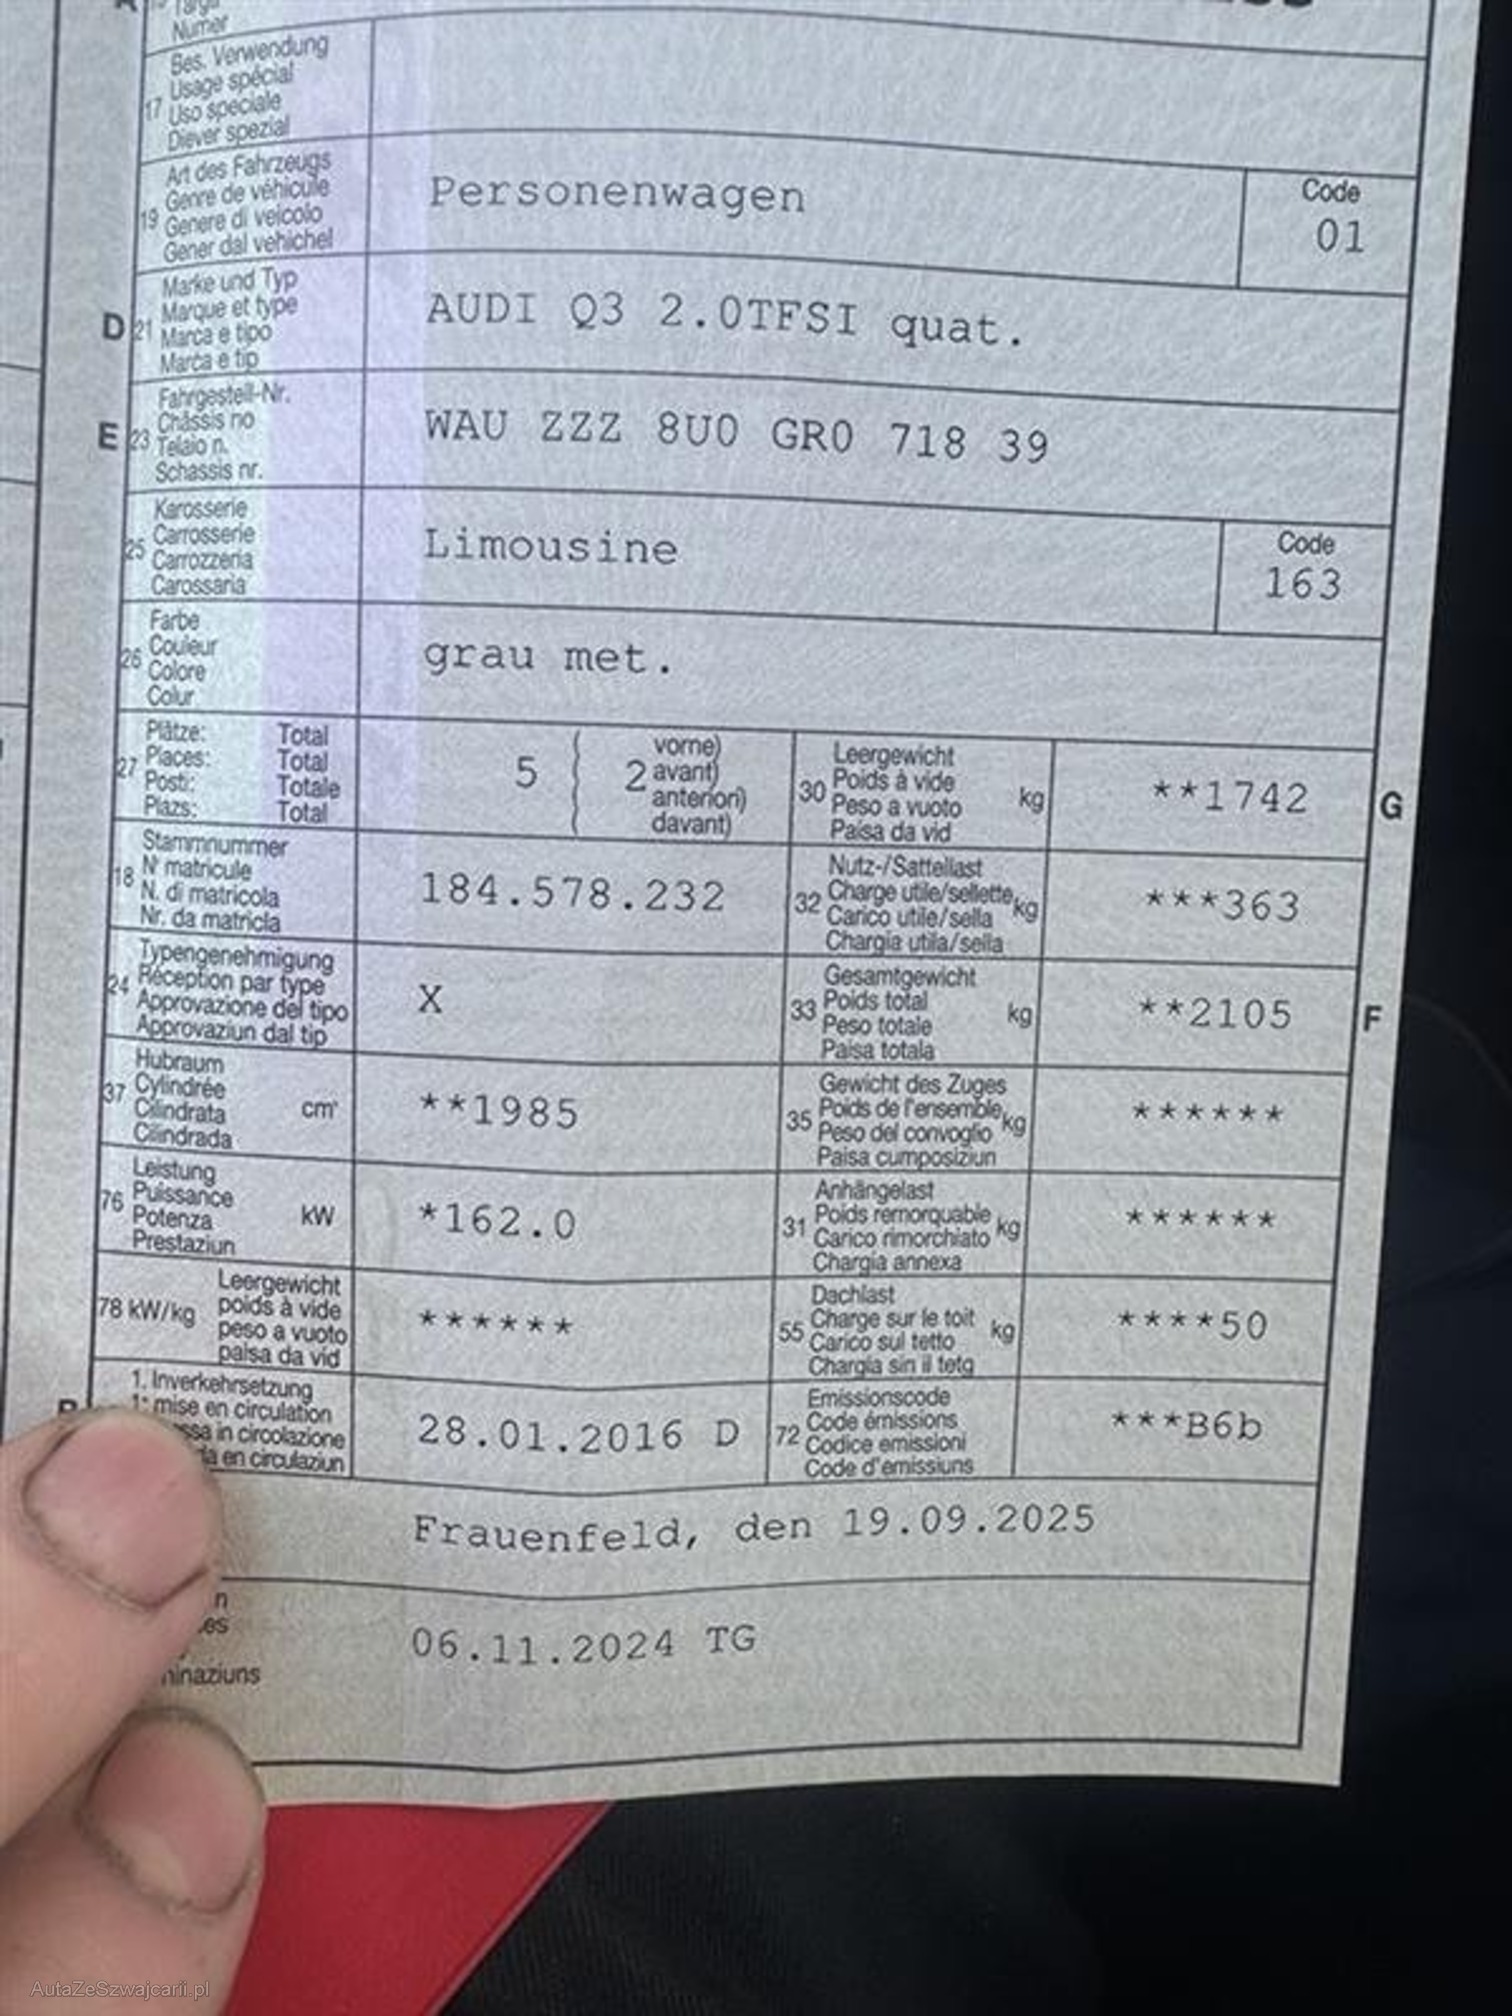 Targa
Numer
Bes. Verwendung
Usage spécial
17 Uso speciale
Diever spezial
Art des Fahrzeugs
Genre de véhicule
19 Genere di veicolo
Gener dal vehichel
Personenwagen
Code
01
D
Marke und Typ
21 Marque et type
Marca e tipo
Marca e tip
AUDI Q3 2.0TFSI quat.
E
Fahrgestell-Nr.
23 Châssis no
Telaio n.
Schassis nr.
WAU ZZZ 8U0 GR0 718 39
Karosserie
25 Carrosserie
Carrozzeria
Carossaria
Limousine
Code
163
Farbe
26 Couleur
Colore
Colur
grau met.
Plätze: Total
27 Places: Total
Posti: Totale
Plazs: Total
5 2 vorne)
avant)
anteriori)
davant)
Leergewicht
30 Poids à vide
Peso a vuoto kg
Paisa da vid
**1742
G
Stammnummer
18 N° matricule
N. di matricola
Nr. da matricla
184.578.232
Nutz-/Sattellast
32 Charge utile/sellette kg
Carico utile/sella
Chargia utila/sella
***363
Typengenehmigung
24 Réception par type
Approvazione del tipo
Approvaziun dal tip
X
Gesamtgewicht
33 Poids total kg
Peso totale
Paisa totala
**2105
F
Hubraum
37 Cylindrée
Cilindrata cm³
Cilindrada
**1985
Gewicht des Zuges
35 Poids de l'ensemble kg
Peso del convoglio
Paisa cumposiziun
******
Leistung
76 Puissance
Potenza kW
Prestaziun
*162.0
Anhängelast
31 Poids remorquable kg
Carico rimorchiato
Chargia annexa
******
Leergewicht
78 kW/kg poids à vide
peso a vuoto
paisa da vid
******
Dachlast
55 Charge sur le toit kg
Carico sul tetto
Chargia sin il tetg
****50
1. Inverkehrsetzung
1ʳ mise en circulation
ssa in circolazione
da en circulaziun
28.01.2016 D
Emissionscode
72 Code émissions
Codice emissioni
Code d'emissiuns
***B6b
Frauenfeld, den 19.09.2025
n
es
minaziuns
06.11.2024 TG
AutaZeSzwajcarii.pl